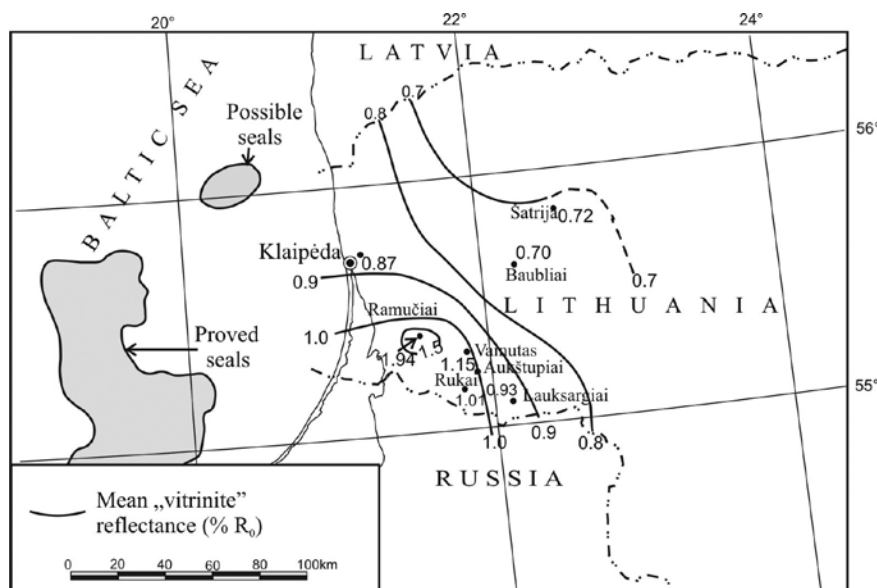 20°
22°
24°
LATVIA
BALTIC SEA
Possible
seals
0.8
0.7
56°
Šatrija
0.72
Klaipėda
0.87
0.70
Baubliai
0.7
0.9
LITHUANIA
Ramučiai
1.0
Proved
seals
1.94
1.5
Vainutas
1.15
Aukštupiai
Rukai
0.93
1.01
Lauksargiai
55°
1.0
0.9
0.8
RUSSIA
Mean „vitrinite”
reflectance (% R₀)
0 20 40 60 80 100km